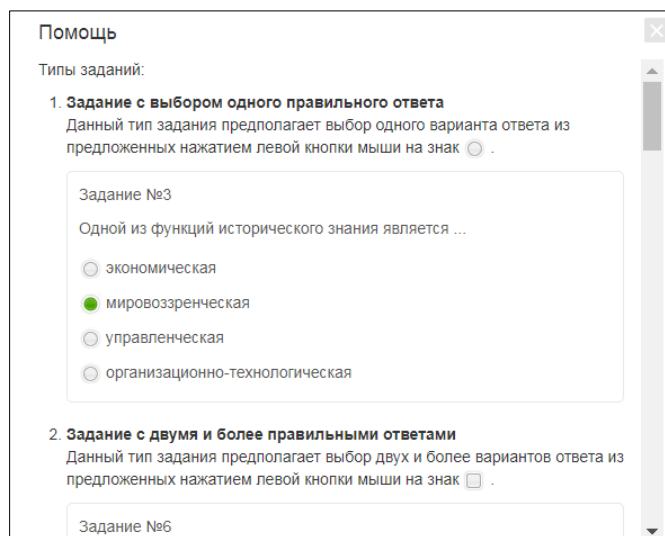 Помощь
Типы заданий:
1. Задание с выбором одного правильного ответа
Данный тип задания предполагает выбор одного варианта ответа из
предложенных нажатием левой кнопки мыши на знак .
Задание №3
Одной из функций исторического знания является ...
экономическая
мировоззренческая
управленческая
организационно-технологическая
2. Задание с двумя и более правильными ответами
Данный тип задания предполагает выбор двух и более вариантов ответа из
предложенных нажатием левой кнопки мыши на знак .
Задание №6